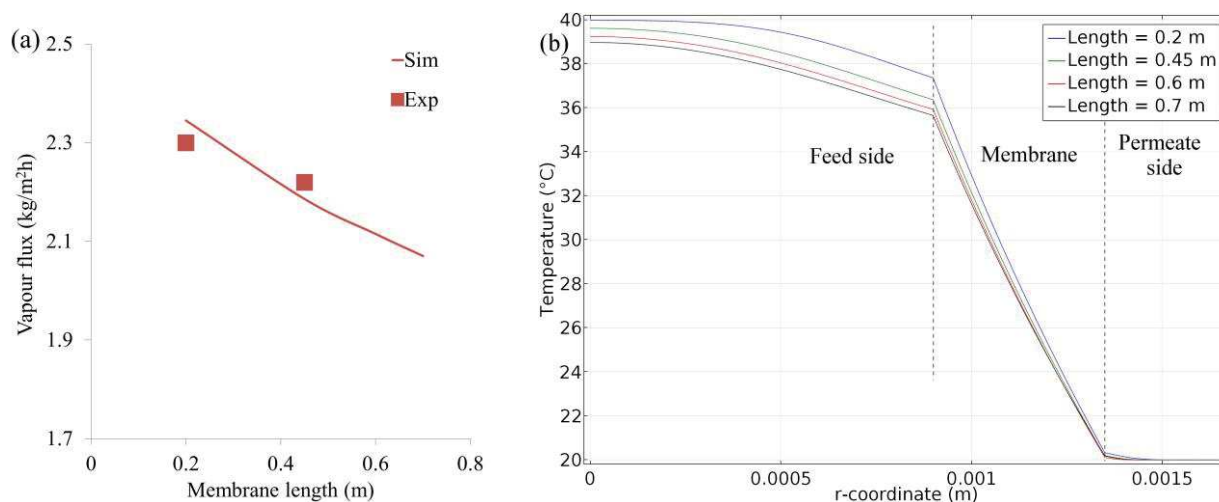 (a)
2.5
2.3
2.1
1.9
1.7
Vapour flux (kg/m²h)
Sim
Exp
0
0.2
0.4
0.6
0.8
Membrane length (m)
(b)
40
38
36
34
32
30
28
26
24
22
20
Temperature (°C)
Length = 0.2 m
Length = 0.45 m
Length = 0.6 m
Length = 0.7 m
Feed side
Membrane
Permeate
side
0
0.0005
0.001
0.0015
r-coordinate (m)